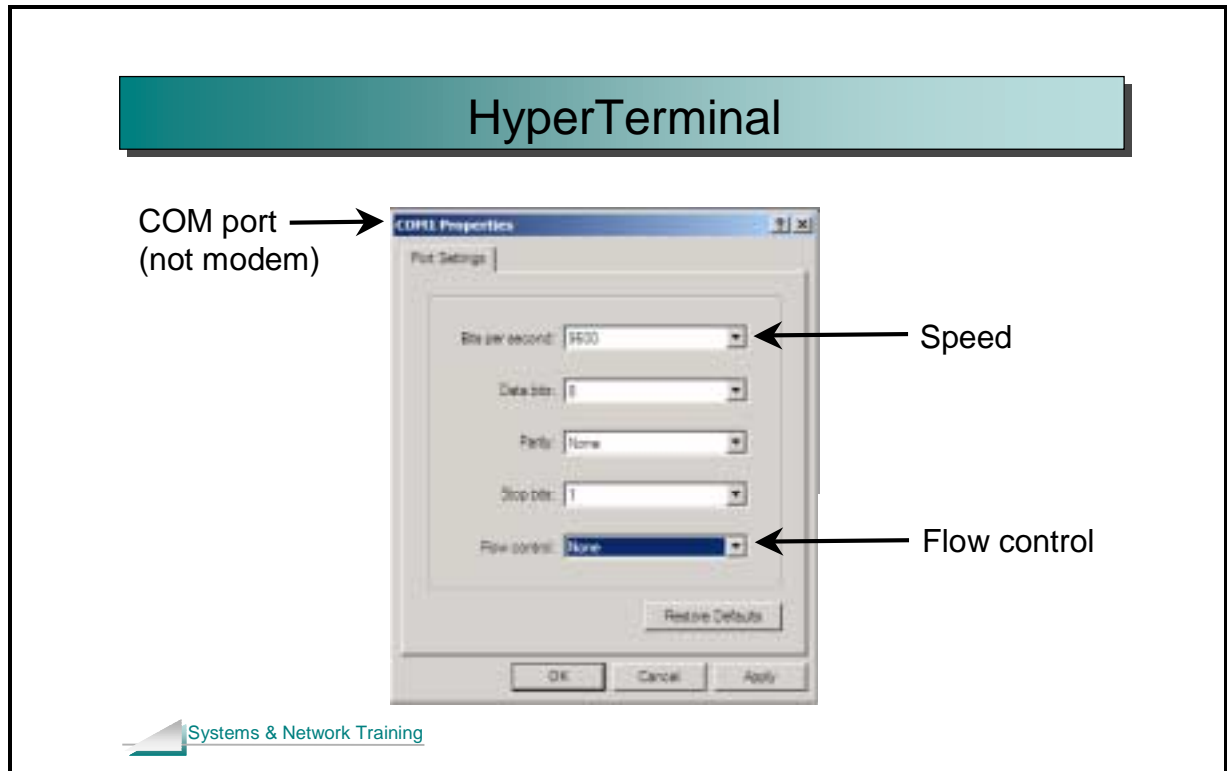 HyperTerminal
COM port
(not modem)
COM1 Properties
Port Settings
Bits per second: 9600
Speed
Data bits: 8
Parity: None
Stop bits: 1
Flow control: None
Flow control
Restore Defaults
OK Cancel Apply
Systems & Network Training